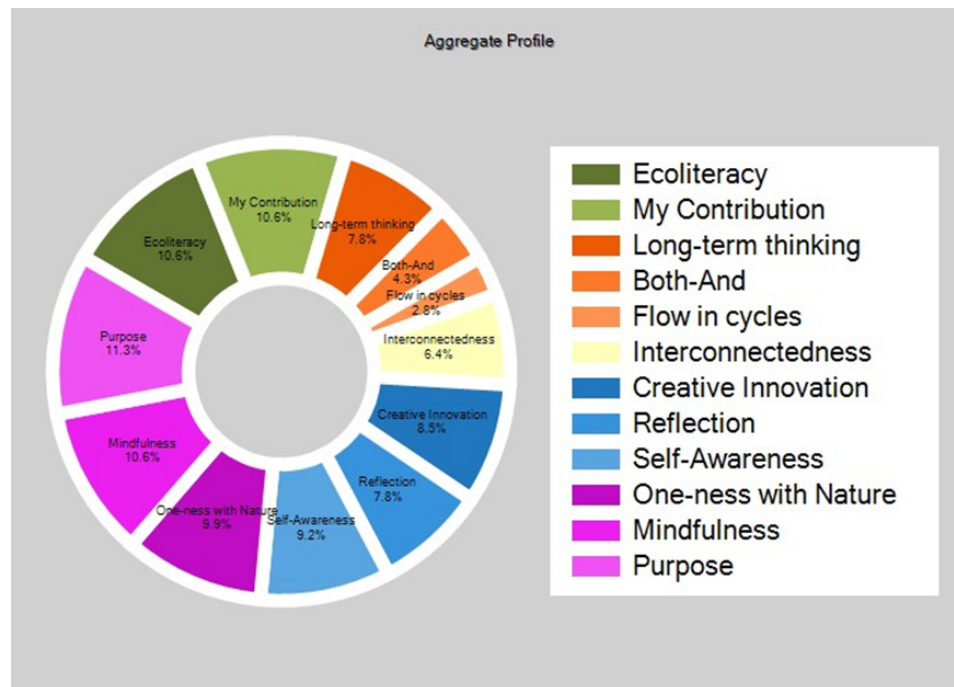 Aggregate Profile
My Contribution
10.6%
Long-term thinking
7.8%
Both-And
4.3%
Flow in cycles
2.8%
Interconnectedness
6.4%
Creative Innovation
8.5%
Reflection
7.8%
Self-Awareness
9.2%
One-ness with Nature
9.9%
Mindfulness
10.6%
Purpose
11.3%
Ecoliteracy
10.6%
Ecoliteracy
My Contribution
Long-term thinking
Both-And
Flow in cycles
Interconnectedness
Creative Innovation
Reflection
Self-Awareness
One-ness with Nature
Mindfulness
Purpose